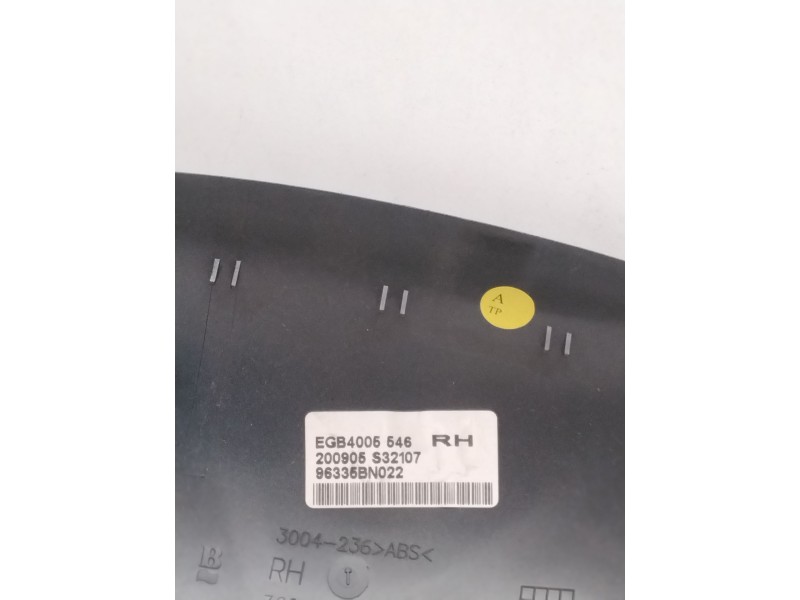 A
TP
EGB4005 546 RH
200905 S32107
96335BN022
3004-236>ABS<
RH